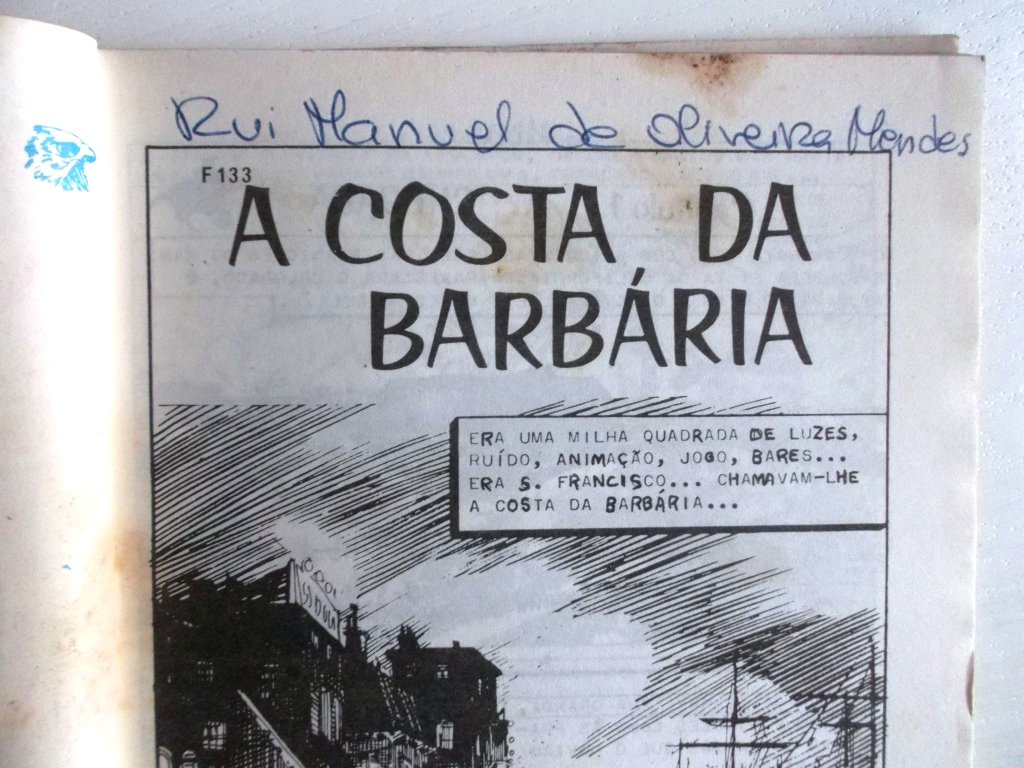 Rui Manuel de Oliveira Mendes
F133
A COSTA DA
BARBÁRIA
ERA UMA MILHA QUADRADA DE LUZES,
RUÍDO, ANIMAÇÃO, JOGO, BARES...
ERA S. FRANCISCO... CHAMAVAM-LHE
A COSTA DA BARBÁRIA...